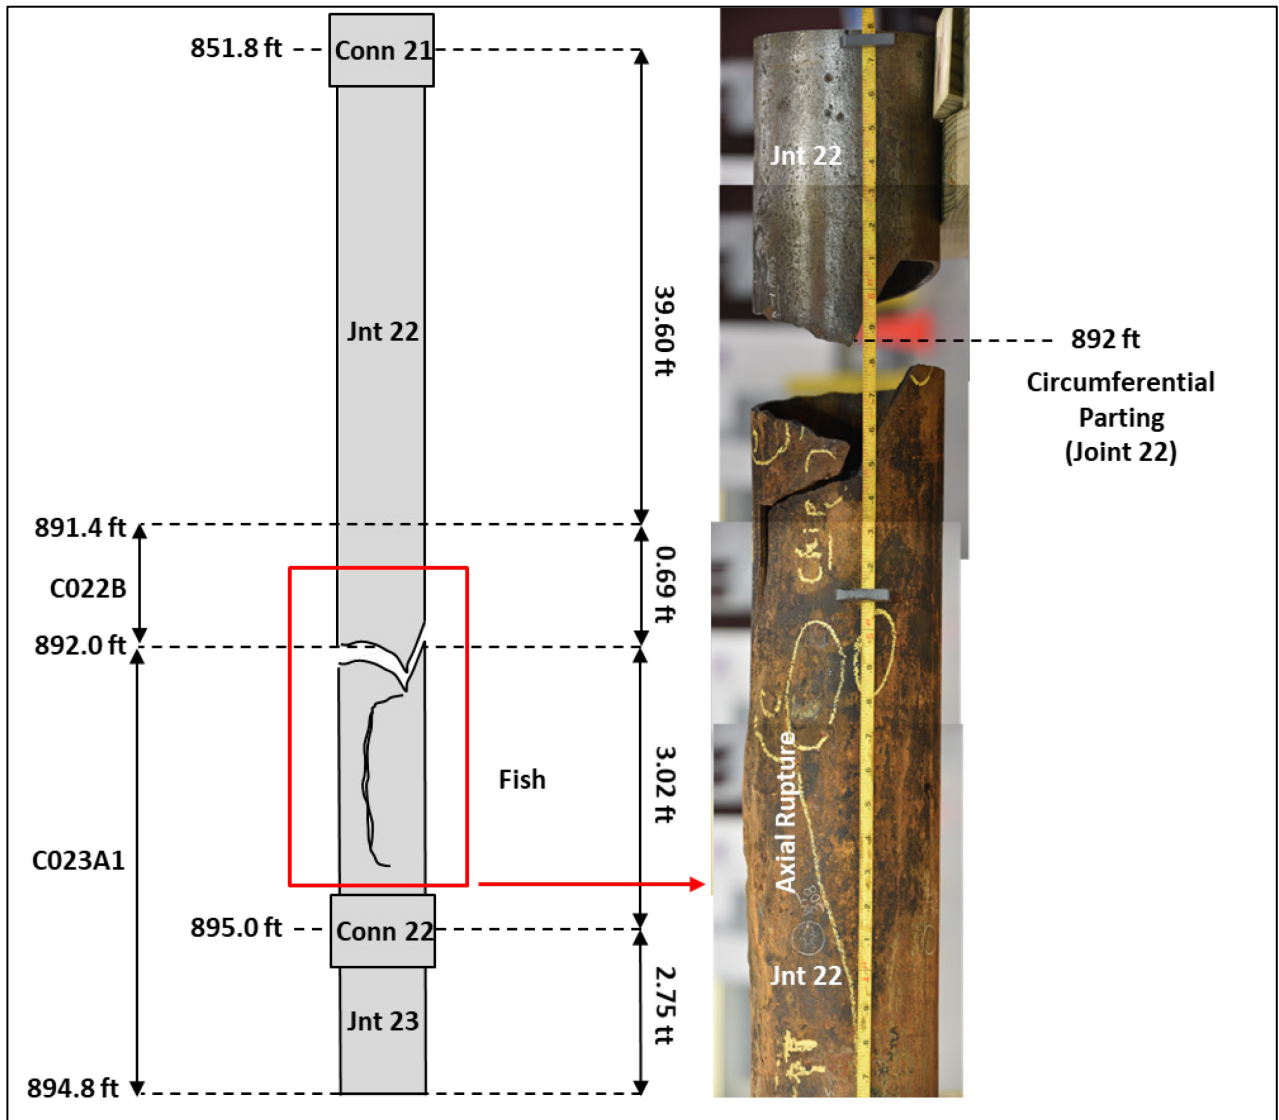 851.8 ft
Conn 21
Jnt 22
39.60 ft
891.4 ft
C022B
0.69 ft
892.0 ft
Fish
3.02 ft
C023A1
895.0 ft
Conn 22
2.75 tt
Jnt 23
894.8 ft
Jnt 22
892 ft
Circumferential
Parting
(Joint 22)
Chip
Axial Rupture
Jnt 22